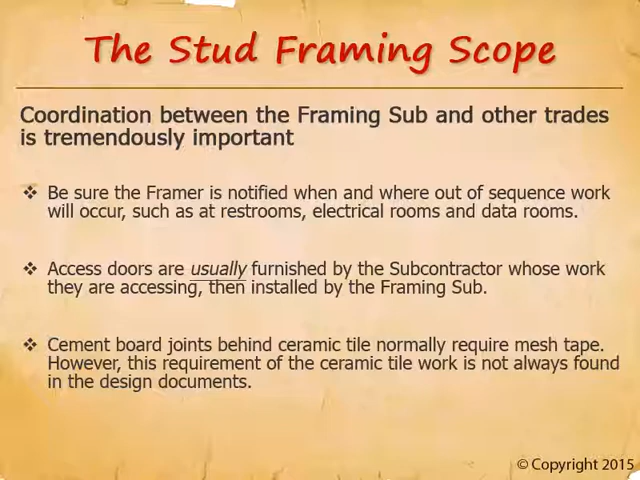 The Stud Framing Scope
Coordination between the Framing Sub and other trades
is tremendously important
❖ Be sure the Framer is notified when and where out of sequence work
will occur, such as at restrooms, electrical rooms and data rooms.
❖ Access doors are usually furnished by the Subcontractor whose work
they are accessing, then installed by the Framing Sub.
❖ Cement board joints behind ceramic tile normally require mesh tape.
However, this requirement of the ceramic tile work is not always found
in the design documents.
© Copyright 2015